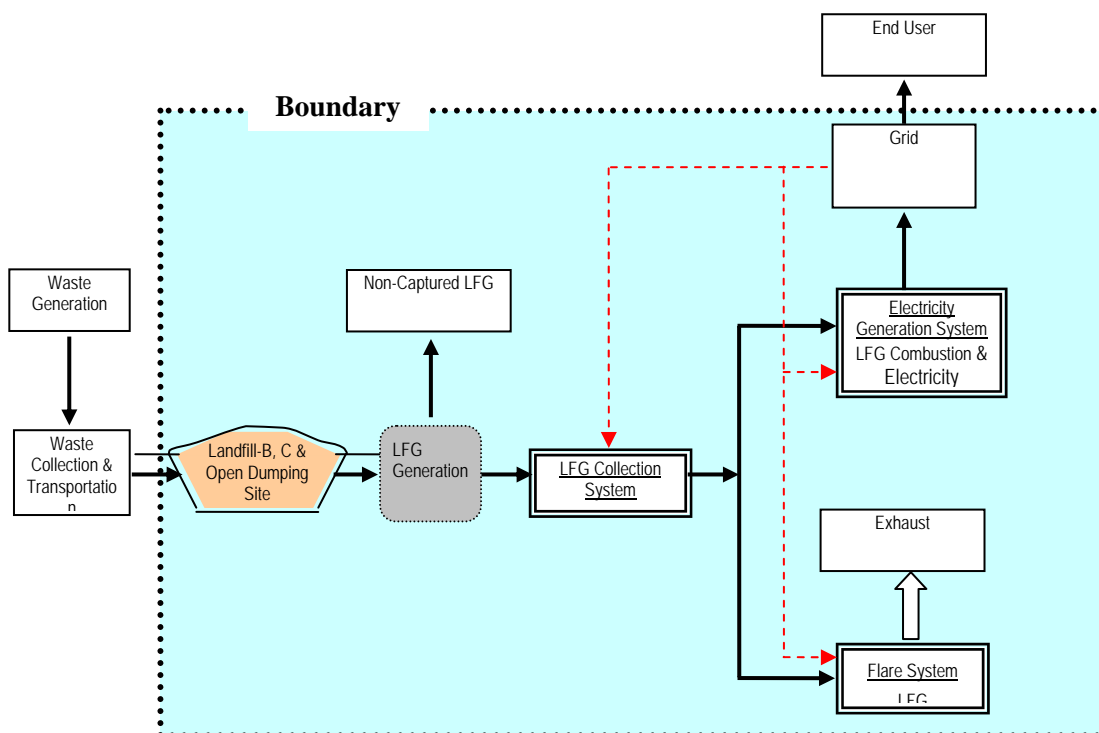 End User
Boundary
Grid
Waste
Generation
Non-Captured LFG
Electricity
Generation System
LFG Combustion &
Electricity
Waste
Collection &
Transportatio
n
Landfill-B, C &
Open Dumping
Site
LFG
Generation
LFG Collection
System
Exhaust
Flare System
LFG